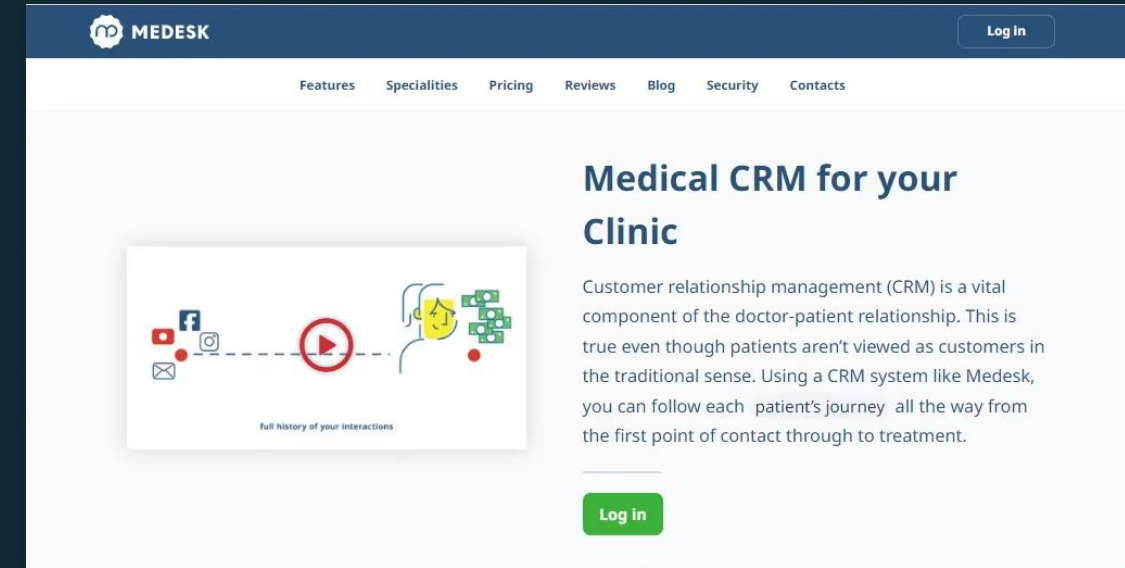 MEDESK
Log in
Features Specialities Pricing Reviews Blog Security Contacts
Medical CRM for your
Clinic
Customer relationship management (CRM) is a vital
component of the doctor-patient relationship. This is
true even though patients aren’t viewed as customers in
the traditional sense. Using a CRM system like Medesk,
you can follow each patient’s journey all the way from
the first point of contact through to treatment.
full history of your interactions
Log in